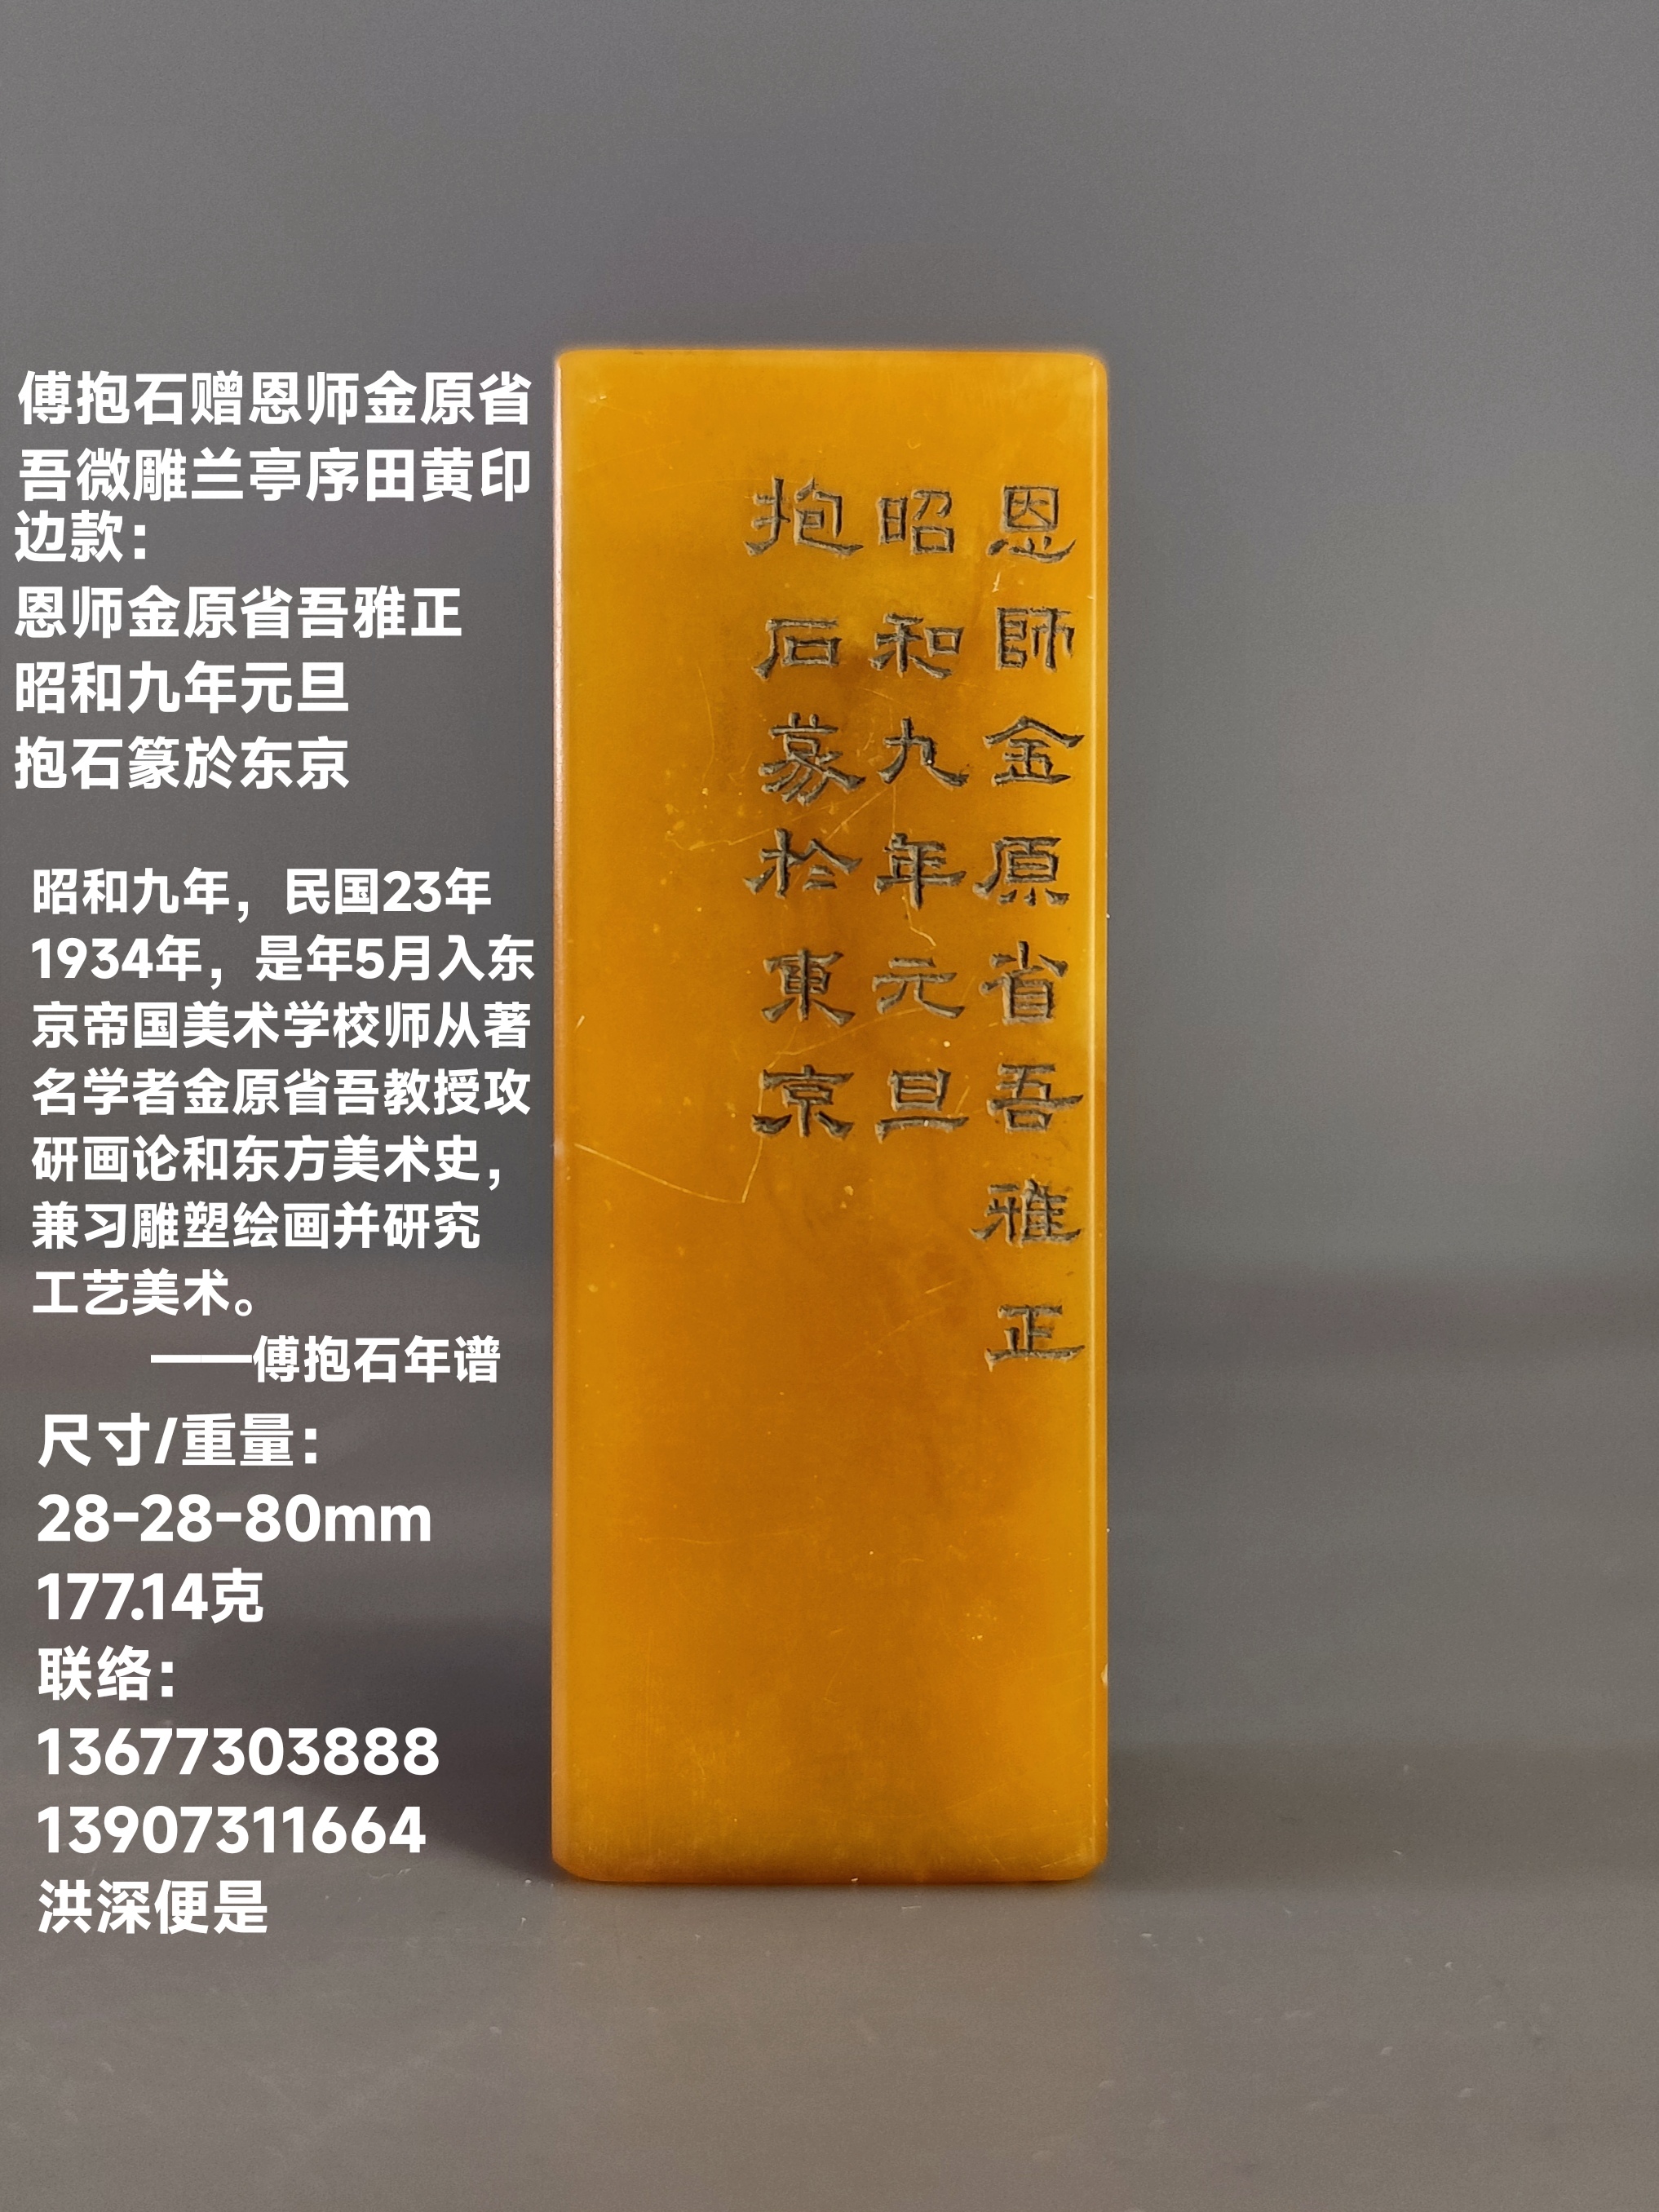 傅抱石赠恩师金原省
吾微雕兰亭序田黄印
边款：
恩师金原省吾雅正
昭和九年元旦
抱石篆於东京
昭和九年，民国23年
1934年，是年5月入东
京帝国美术学校师从著
名学者金原省吾教授攻
研画论和东方美术史，
兼习雕塑绘画并研究
工艺美术。
——傅抱石年谱
尺寸/重量：
28-28-80mm
177.14克
联络：
13677303888
13907311664
洪深便是
恩師金原省吾雅正
昭和九年元旦
抱石篆於東京